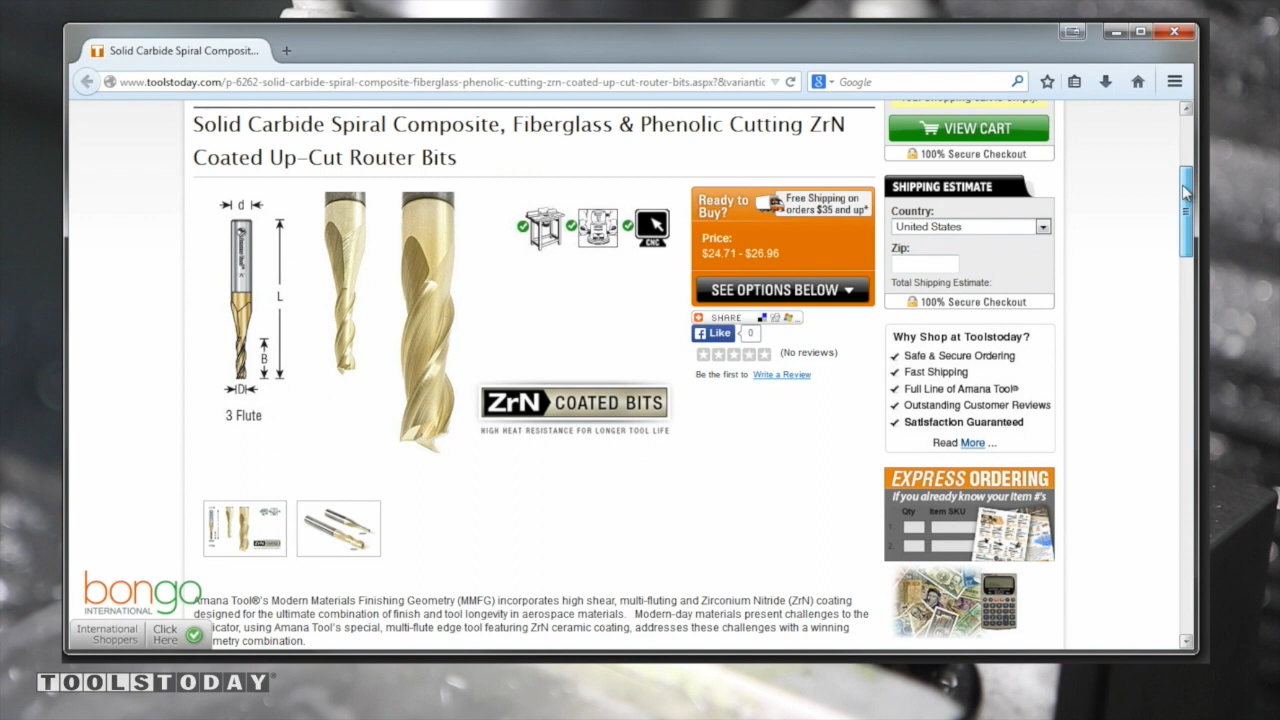 Solid Carbide Spiral Composit...
www.toolstoday.com/p-6262-solid-carbide-spiral-composite-fiberglass-phenolic-cutting-zrn-coated-up-cut-router-bits.aspx?&variantic
Google
Solid Carbide Spiral Composite, Fiberglass & Phenolic Cutting ZrN
Coated Up-Cut Router Bits
VIEW CART
100% Secure Checkout
SHIPPING ESTIMATE
Country:
United States
Zip:
Total Shipping Estimate:
100% Secure Checkout
d
L
B
D
3 Flute
CNC
ZrN COATED BITS
HIGH HEAT RESISTANCE FOR LONGER TOOL LIFE
Ready to
Buy?
Free Shipping on
orders $35 and up*
Price:
$24.71 - $26.96
SEE OPTIONS BELOW
SHARE
Like 0
(No reviews)
Be the first to Write a Review
Why Shop at Toolstoday?
Safe & Secure Ordering
Fast Shipping
Full Line of Amana Tool®
Outstanding Customer Reviews
Satisfaction Guaranteed
Read More ...
EXPRESS ORDERING
If you already know your Item #'s
Qty Item SKU
1.
2.
Amana Tool®'s Modern Materials Finishing Geometry (MMFG) incorporates high shear, multi-fluting and Zirconium Nitride (ZrN) coating
designed for the ultimate combination of finish and tool longevity in aerospace materials. Modern-day materials present challenges to the
icator, using Amana Tool's special, multi-flute edge tool featuring ZrN ceramic coating, addresses these challenges with a winning
metry combination.
bongo
INTERNATIONAL
International
Shoppers
Click
Here
TOOLSTODAY